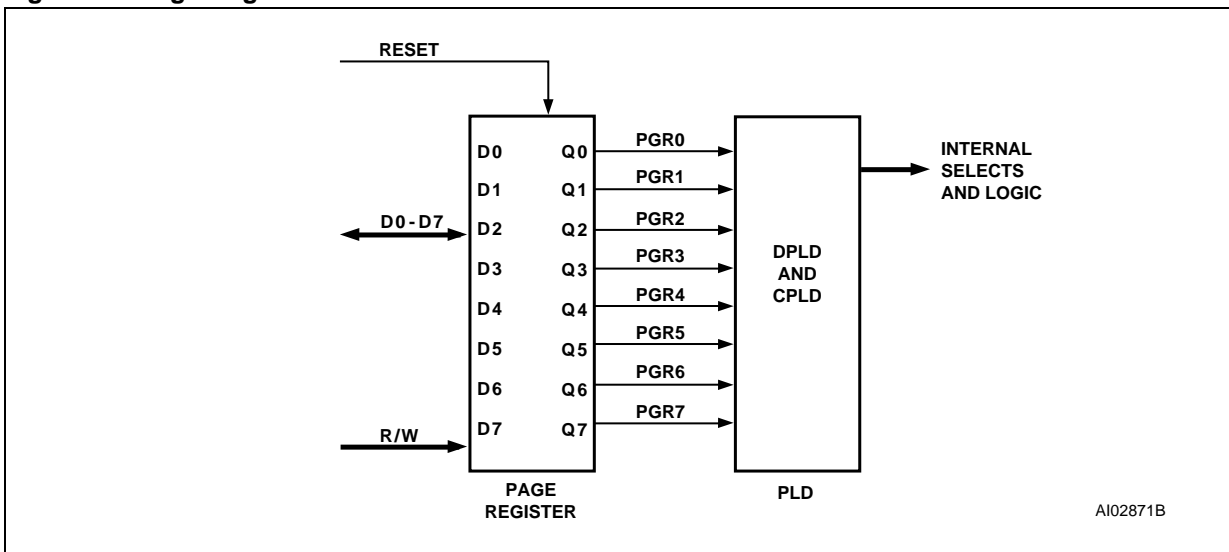 RESET
D0 Q0 PGR0
D1 Q1 PGR1
D0-D7 D2 Q2 PGR2
D3 Q3 PGR3
D4 Q4 PGR4
D5 Q5 PGR5
D6 Q6 PGR6
R/W D7 Q7 PGR7
DPLD
AND
CPLD
INTERNAL
SELECTS
AND LOGIC
PAGE
REGISTER
PLD
AI02871B